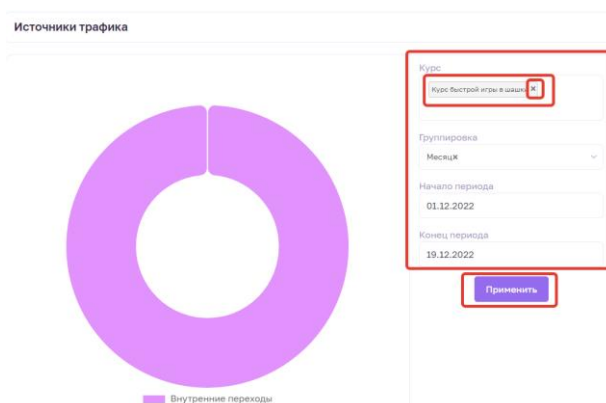 Источники трафика
Курс
Курс быстрой игры в шашки ×
Группировка
Месяц×
Начало периода
01.12.2022
Конец периода
19.12.2022
Применить
Внутренние переходы